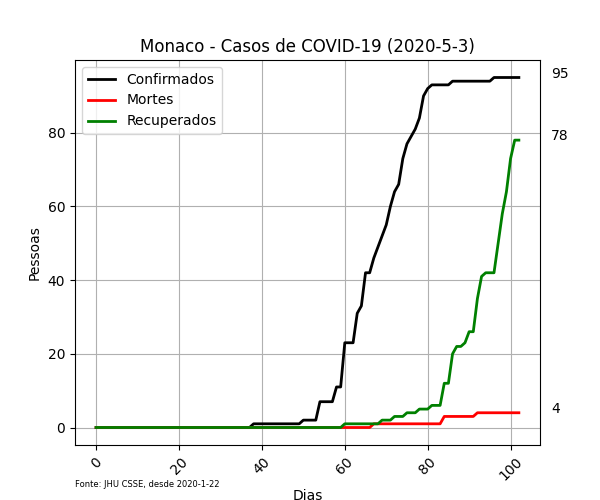 Monaco - Casos de COVID-19 (2020-5-3)
Confirmados
Mortes
Recuperados
95
78
4
Pessoas
80
60
40
20
0
0 20 40 60 80 100
Fonte: JHU CSSE, desde 2020-1-22
Dias